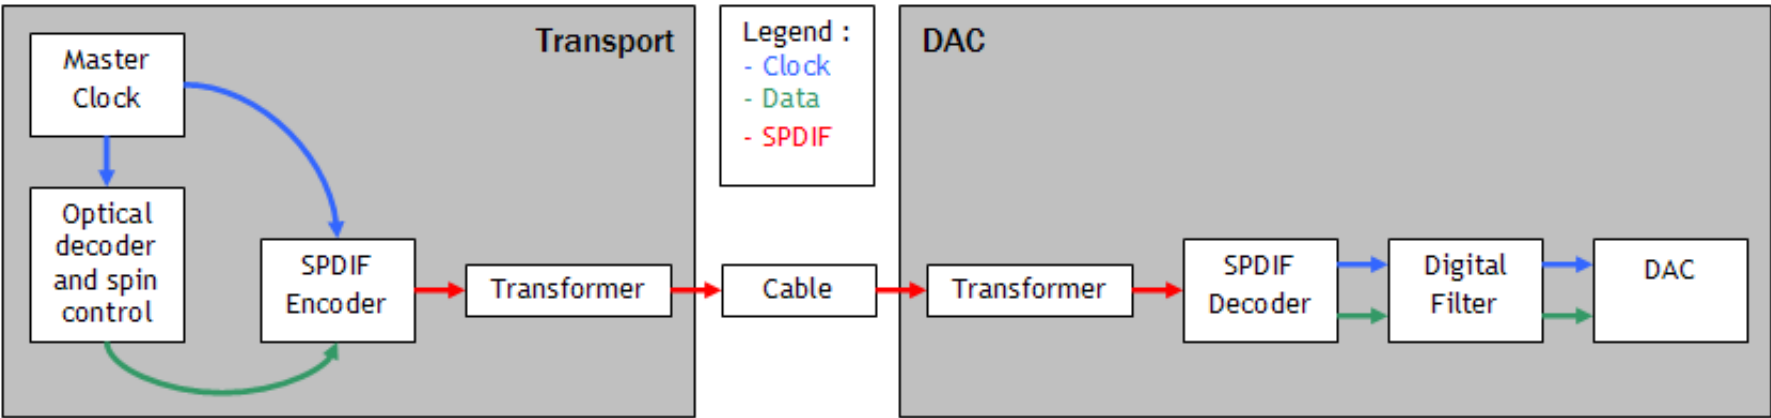 Transport
Master
Clock
Optical
decoder
and spin
control
SPDIF
Encoder
Transformer
Legend :
- Clock
- Data
- SPDIF
Cable
DAC
Transformer
SPDIF
Decoder
Digital
Filter
DAC